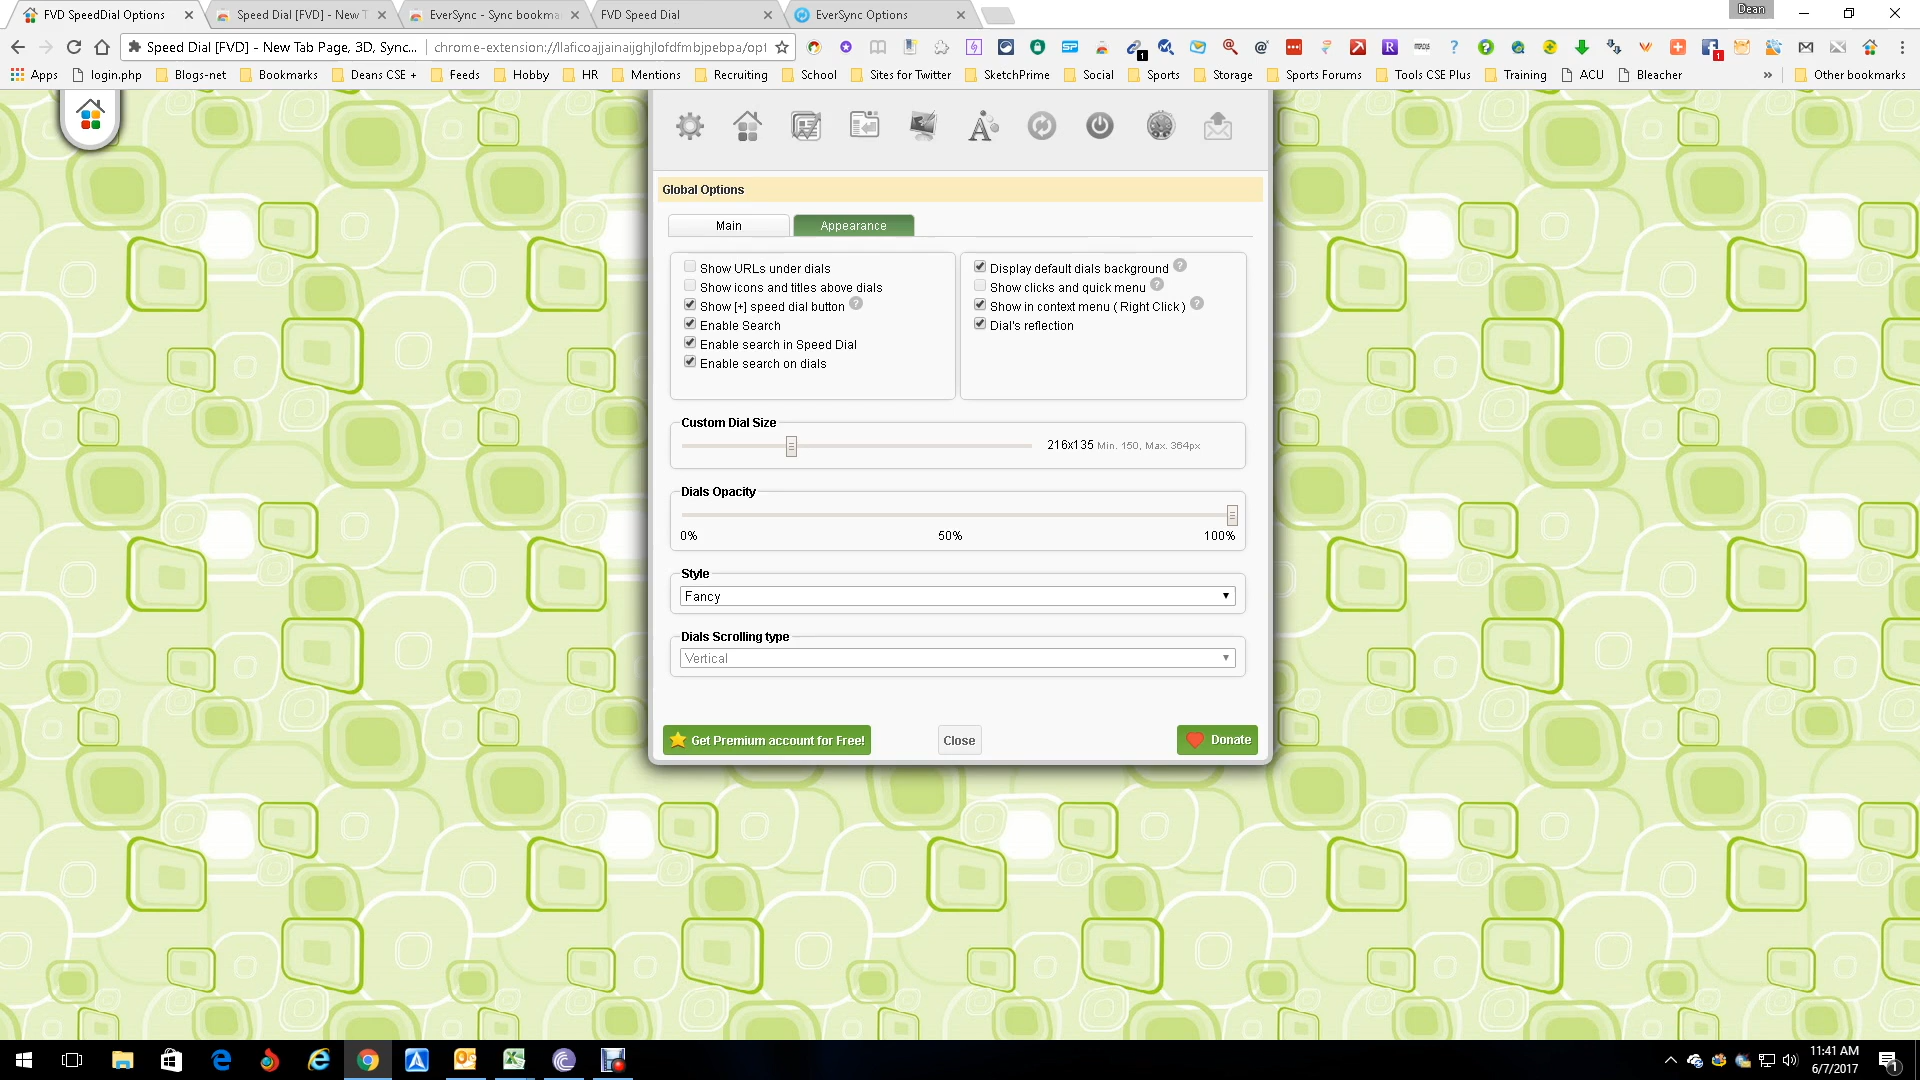 Dean
FVD SpeedDial Options
Speed Dial [FVD] - New T
EverSync - Sync bookma
FVD Speed Dial
EverSync Options
Speed Dial [FVD] - New Tab Page, 3D, Sync...
chrome-extension://llaficoajjainaijghjlofdfmbjpebpa/opt
Apps
login.php
Blogs-net
Bookmarks
Deans CSE +
Feeds
Hobby
HR
Mentions
Recruiting
School
Sites for Twitter
SketchPrime
Social
Sports
Storage
Sports Forums
Tools CSE Plus
Training
ACU
Bleacher
»
Other bookmarks
Global Options
Main
Appearance
Show URLs under dials
Show icons and titles above dials
Show [+] speed dial button ?
Enable Search
Enable search in Speed Dial
Enable search on dials
Display default dials background ?
Show clicks and quick menu ?
Show in context menu ( Right Click ) ?
Dial's reflection
Custom Dial Size
216x135 Min. 150, Max. 364px
Dials Opacity
0%
50%
100%
Style
Fancy
Dials Scrolling type
Vertical
Get Premium account for Free!
Close
Donate
11:41 AM
6/7/2017
1